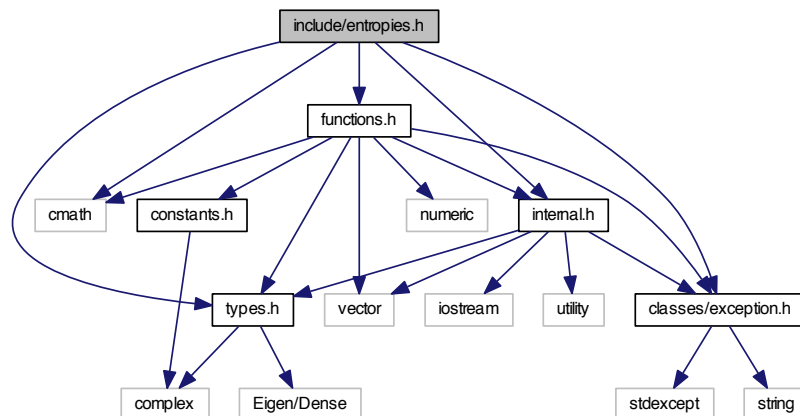 include/entropies.h
functions.h
cmath
constants.h
numeric
internal.h
types.h
vector
iostream
utility
classes/exception.h
complex
Eigen/Dense
stdexcept
string